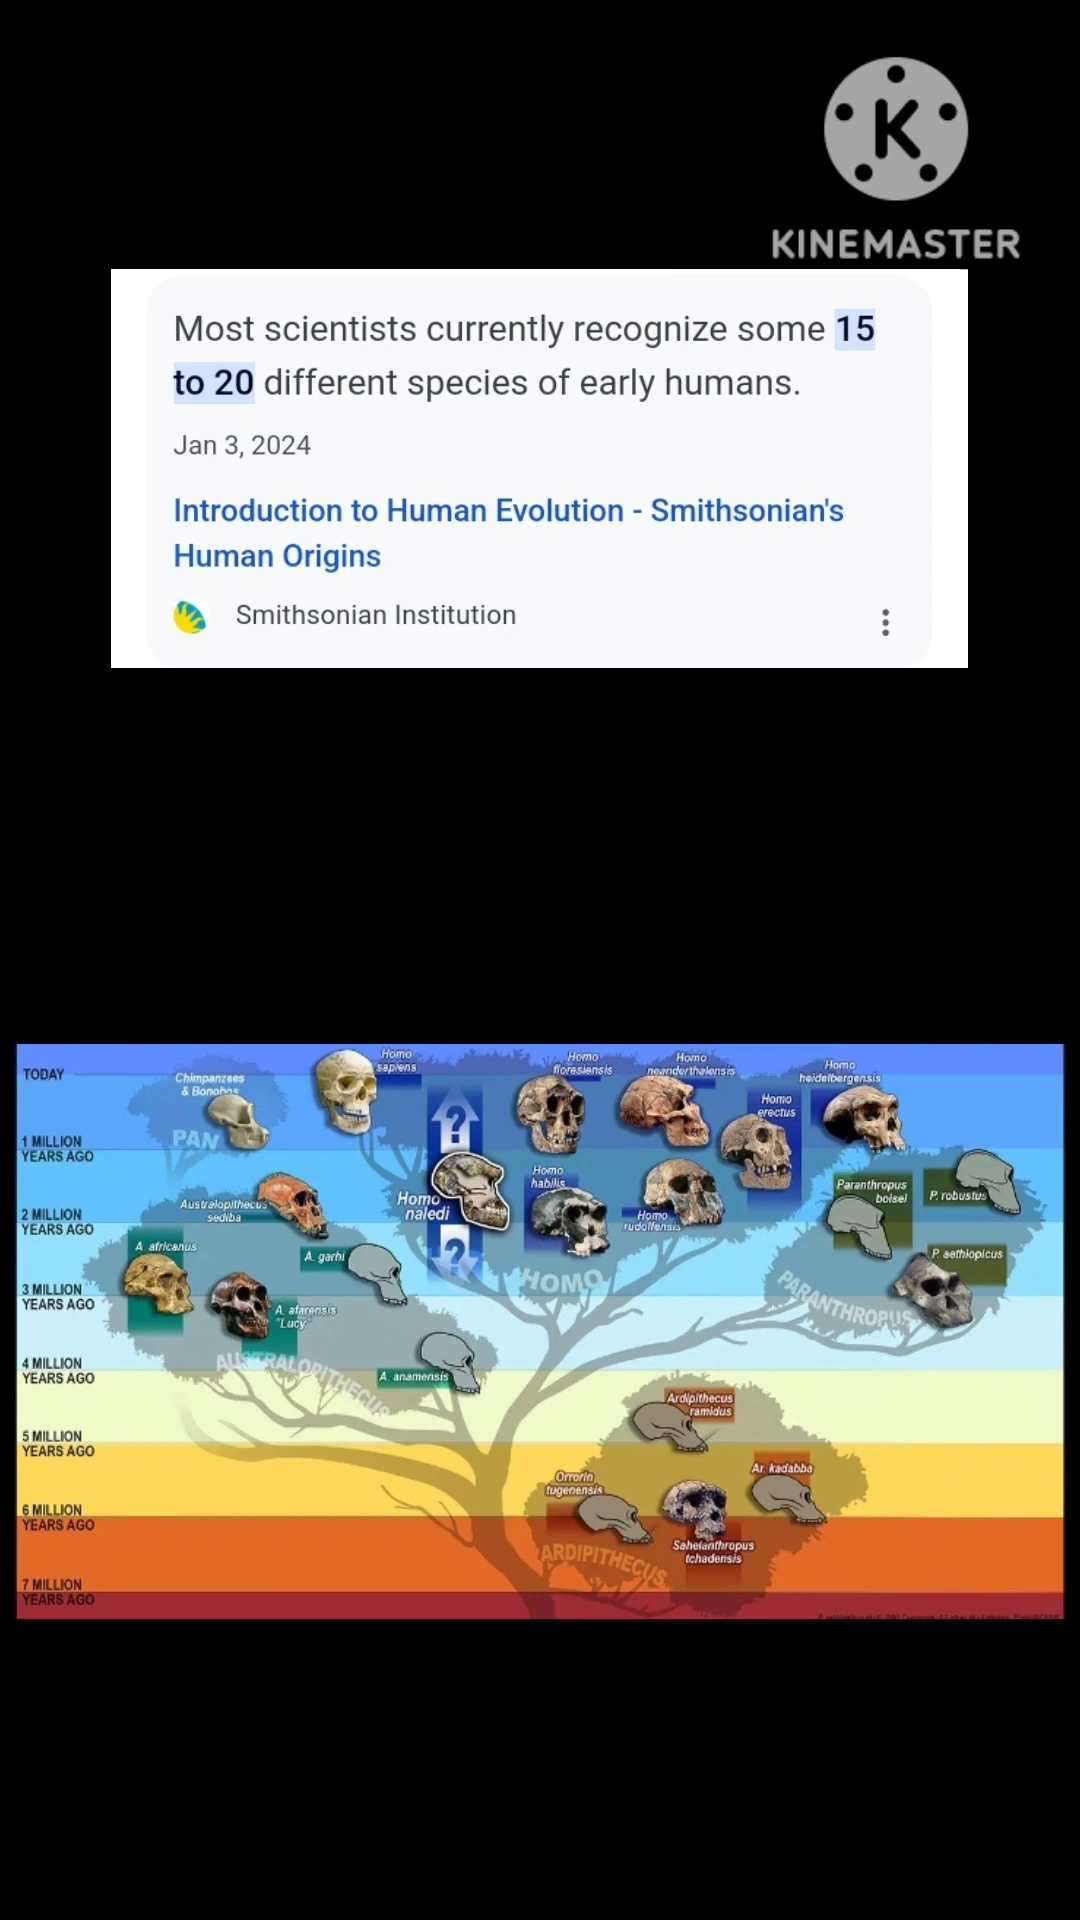 K
KINEMASTER
Most scientists currently recognize some 15
to 20 different species of early humans.
Jan 3, 2024
Introduction to Human Evolution - Smithsonian's
Human Origins
Smithsonian Institution
TODAY
Chimpanzees
& Bonobos
PAN
Homo
sapiens
Homo
floresiensis
Homo
neanderthalensis
Homo
heidelbergensis
Homo
erectus
?
1 MILLION
YEARS AGO
Homo
naledi
Homo
habilis
Homo
rudolfensis
Paranthropus
boisei
P. robustus
Australopithecus
sediba
2 MILLION
YEARS AGO
A. africanus
A. garhi
?
HOMO
P. aethiopicus
PARANTHROPUS
3 MILLION
YEARS AGO
A. afarensis
"Lucy"
AUSTRALOPITHECUS
A. anamensis
4 MILLION
YEARS AGO
Ardipithecus
ramidus
5 MILLION
YEARS AGO
Orrorin
tugenensis
Ar. kadabba
6 MILLION
YEARS AGO
Sahelanthropus
tchadensis
ARDIPITHECUS
7 MILLION
YEARS AGO